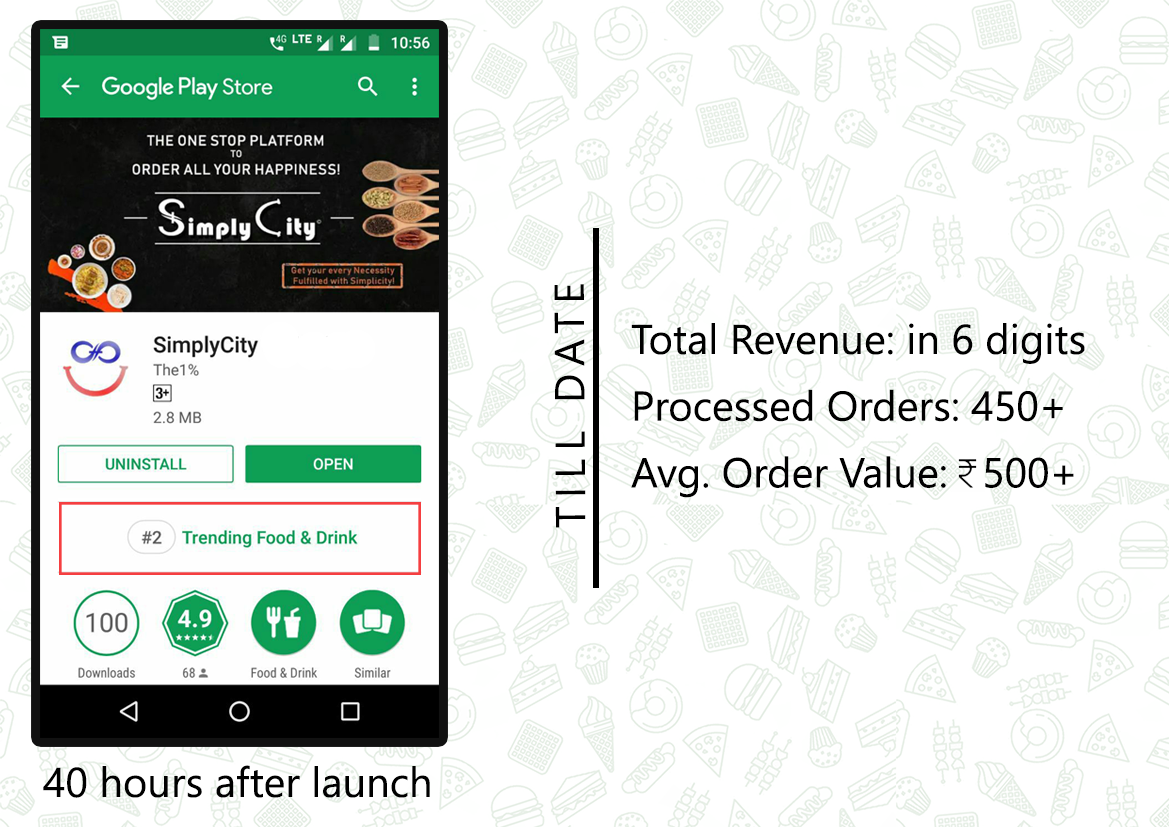 4G LTE R R 10:56
Google Play Store
THE ONE STOP PLATFORM
TO
ORDER ALL YOUR HAPPINESS!
SimplyCity©
Get your every Necessity
Fulfilled with Simplicity!
SimplyCity
The1%
3+
2.8 MB
UNINSTALL OPEN
#2 Trending Food & Drink
100 4.9
Downloads 68 Food & Drink Similar
40 hours after launch
TILL DATE
Total Revenue: in 6 digits
Processed Orders: 450+
Avg. Order Value: ₹500+